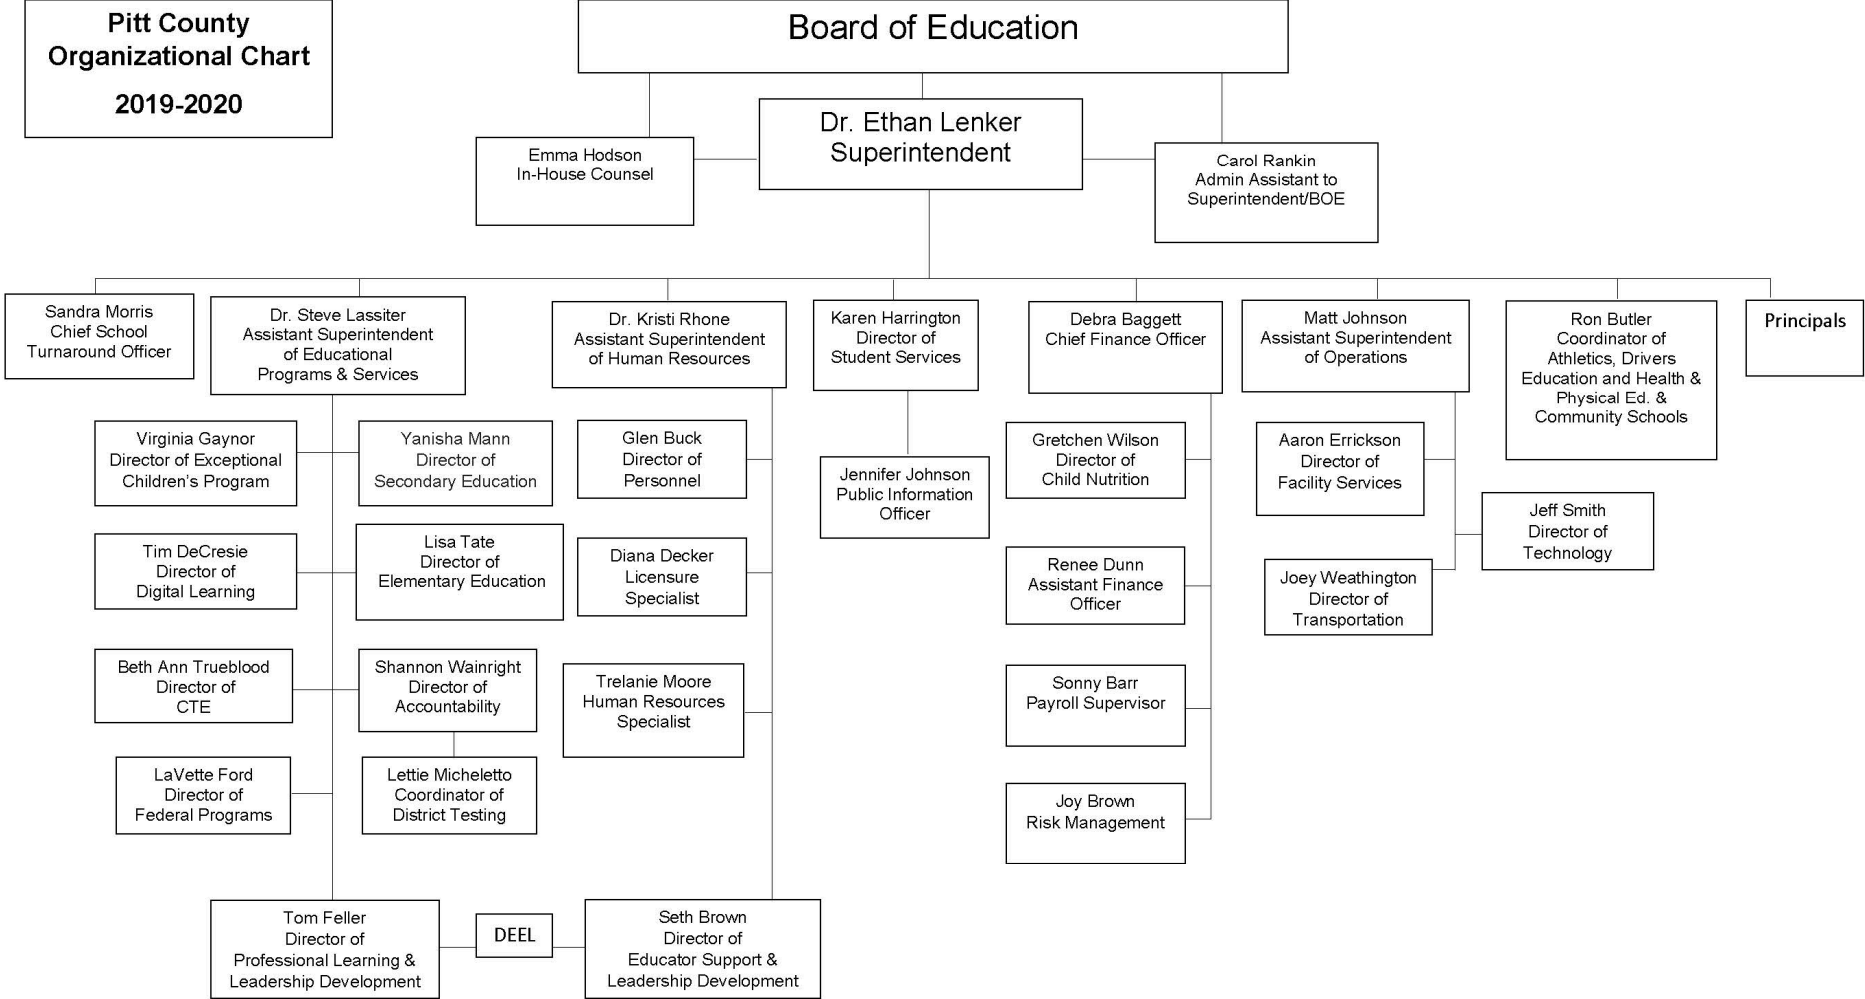 Pitt County
Organizational Chart
2019-2020
Board of Education
Dr. Ethan Lenker
Superintendent
Emma Hodson
In-House Counsel
Carol Rankin
Admin Assistant to
Superintendent/BOE
Sandra Morris
Chief School
Turnaround Officer
Dr. Steve Lassiter
Assistant Superintendent
of Educational
Programs & Services
Dr. Kristi Rhone
Assistant Superintendent
of Human Resources
Karen Harrington
Director of
Student Services
Debra Baggett
Chief Finance Officer
Matt Johnson
Assistant Superintendent
of Operations
Ron Butler
Coordinator of
Athletics, Drivers
Education and Health &
Physical Ed. &
Community Schools
Principals
Virginia Gaynor
Director of Exceptional
Children's Program
Yanisha Mann
Director of
Secondary Education
Glen Buck
Director of
Personnel
Jennifer Johnson
Public Information
Officer
Gretchen Wilson
Director of
Child Nutrition
Aaron Errickson
Director of
Facility Services
Jeff Smith
Director of
Technology
Tim DeCresie
Director of
Digital Learning
Lisa Tate
Director of
Elementary Education
Diana Decker
Licensure
Specialist
Renee Dunn
Assistant Finance
Officer
Joey Weathington
Director of
Transportation
Beth Ann Trueblood
Director of
CTE
Shannon Wainright
Director of
Accountability
Trelanie Moore
Human Resources
Specialist
Sonny Barr
Payroll Supervisor
LaVette Ford
Director of
Federal Programs
Lettie Micheletto
Coordinator of
District Testing
Joy Brown
Risk Management
Tom Feller
Director of
Professional Learning &
Leadership Development
DEEL
Seth Brown
Director of
Educator Support &
Leadership Development